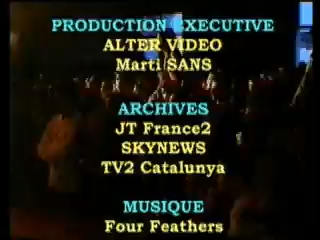 PRODUCTION EXECUTIVE
ALTER VIDEO
Marti SANS
ARCHIVES
JT France2
SKYNEWS
TV2 Catalunya
MUSIQUE
Four Feathers